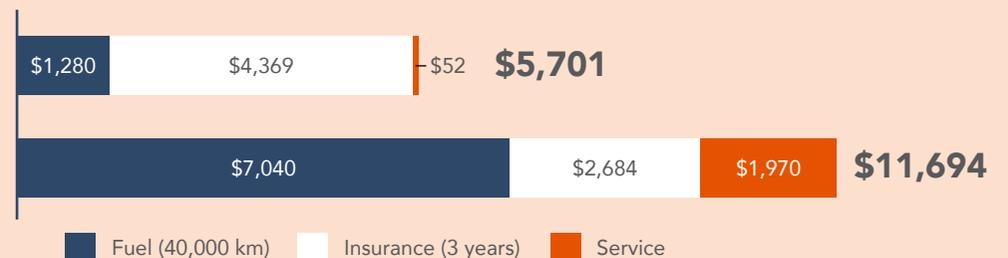 $1,280 $4,369 $52 $5,701
$7,040 $2,684 $1,970 $11,694
Fuel (40,000 km) Insurance (3 years) Service